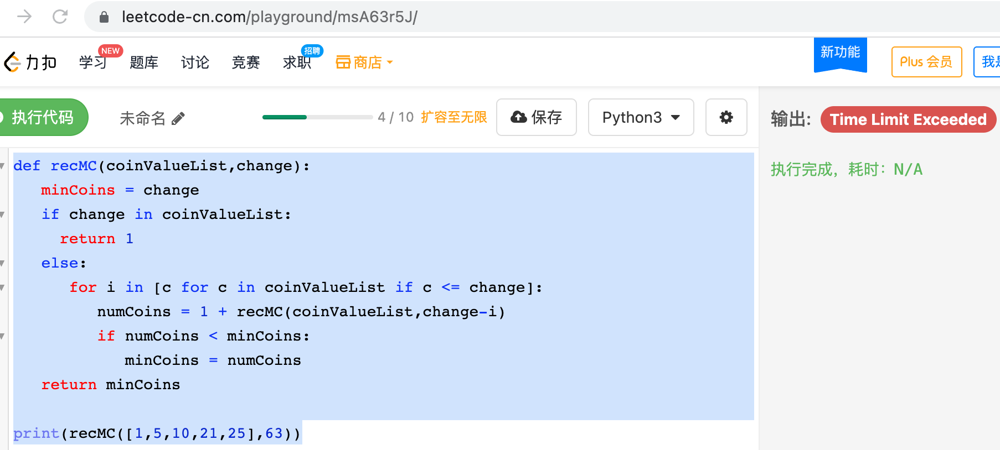 leetcode-cn.com/playground/msA63r5J/
力扣 学习 NEW 题库 讨论 竞赛 求职 招聘 商店 新功能 Plus 会员
执行代码 未命名 4 / 10 扩容至无限 保存 Python3 输出: Time Limit Exceeded
执行完成，耗时：N/A
def recMC(coinValueList,change):
   minCoins = change
   if change in coinValueList:
     return 1
   else:
      for i in [c for c in coinValueList if c <= change]:
         numCoins = 1 + recMC(coinValueList,change-i)
         if numCoins < minCoins:
            minCoins = numCoins
   return minCoins
print(recMC([1,5,10,21,25],63))